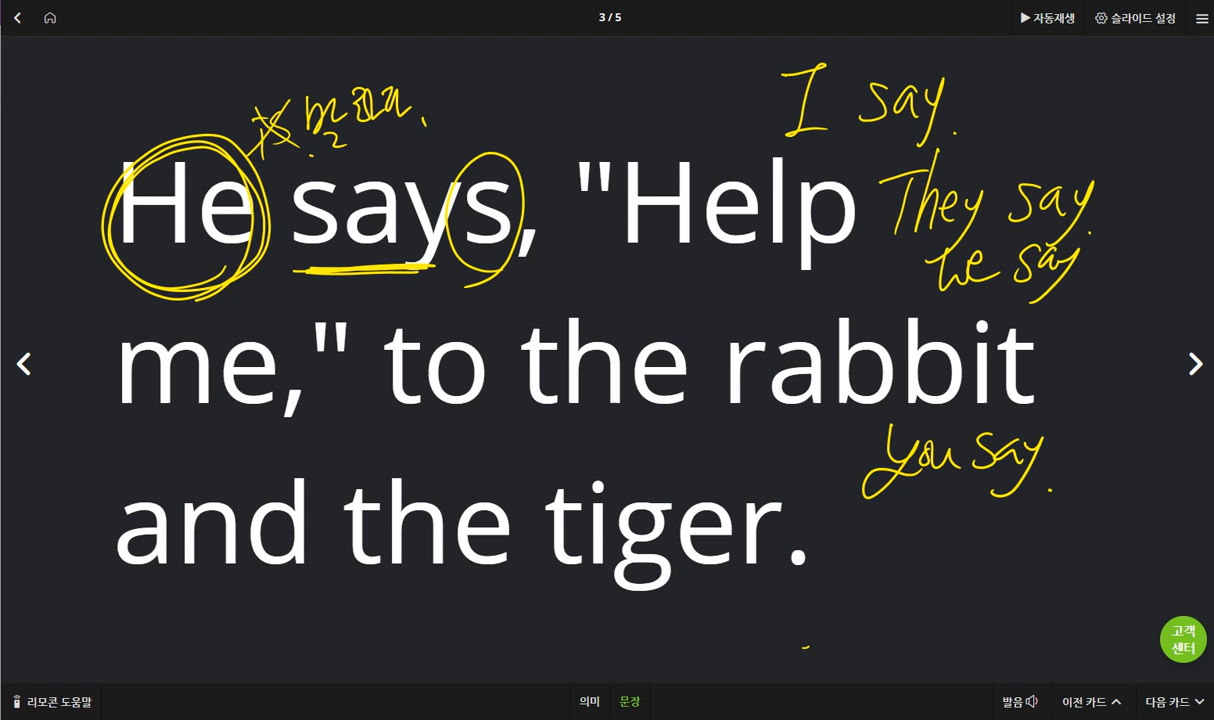 3 / 5
자동재생
슬라이드 설정
I say.
He says, "Help
They say
he say
me," to the rabbit
you say.
and the tiger.
고객
센터
리모콘 도움말
의미
문장
발음
이전 카드
다음 카드